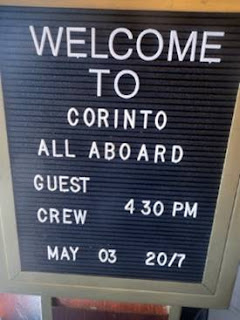 WELCOME
TO
CORINTO
ALL ABOARD
GUEST
CREW 4 30 PM
MAY 03 20/7